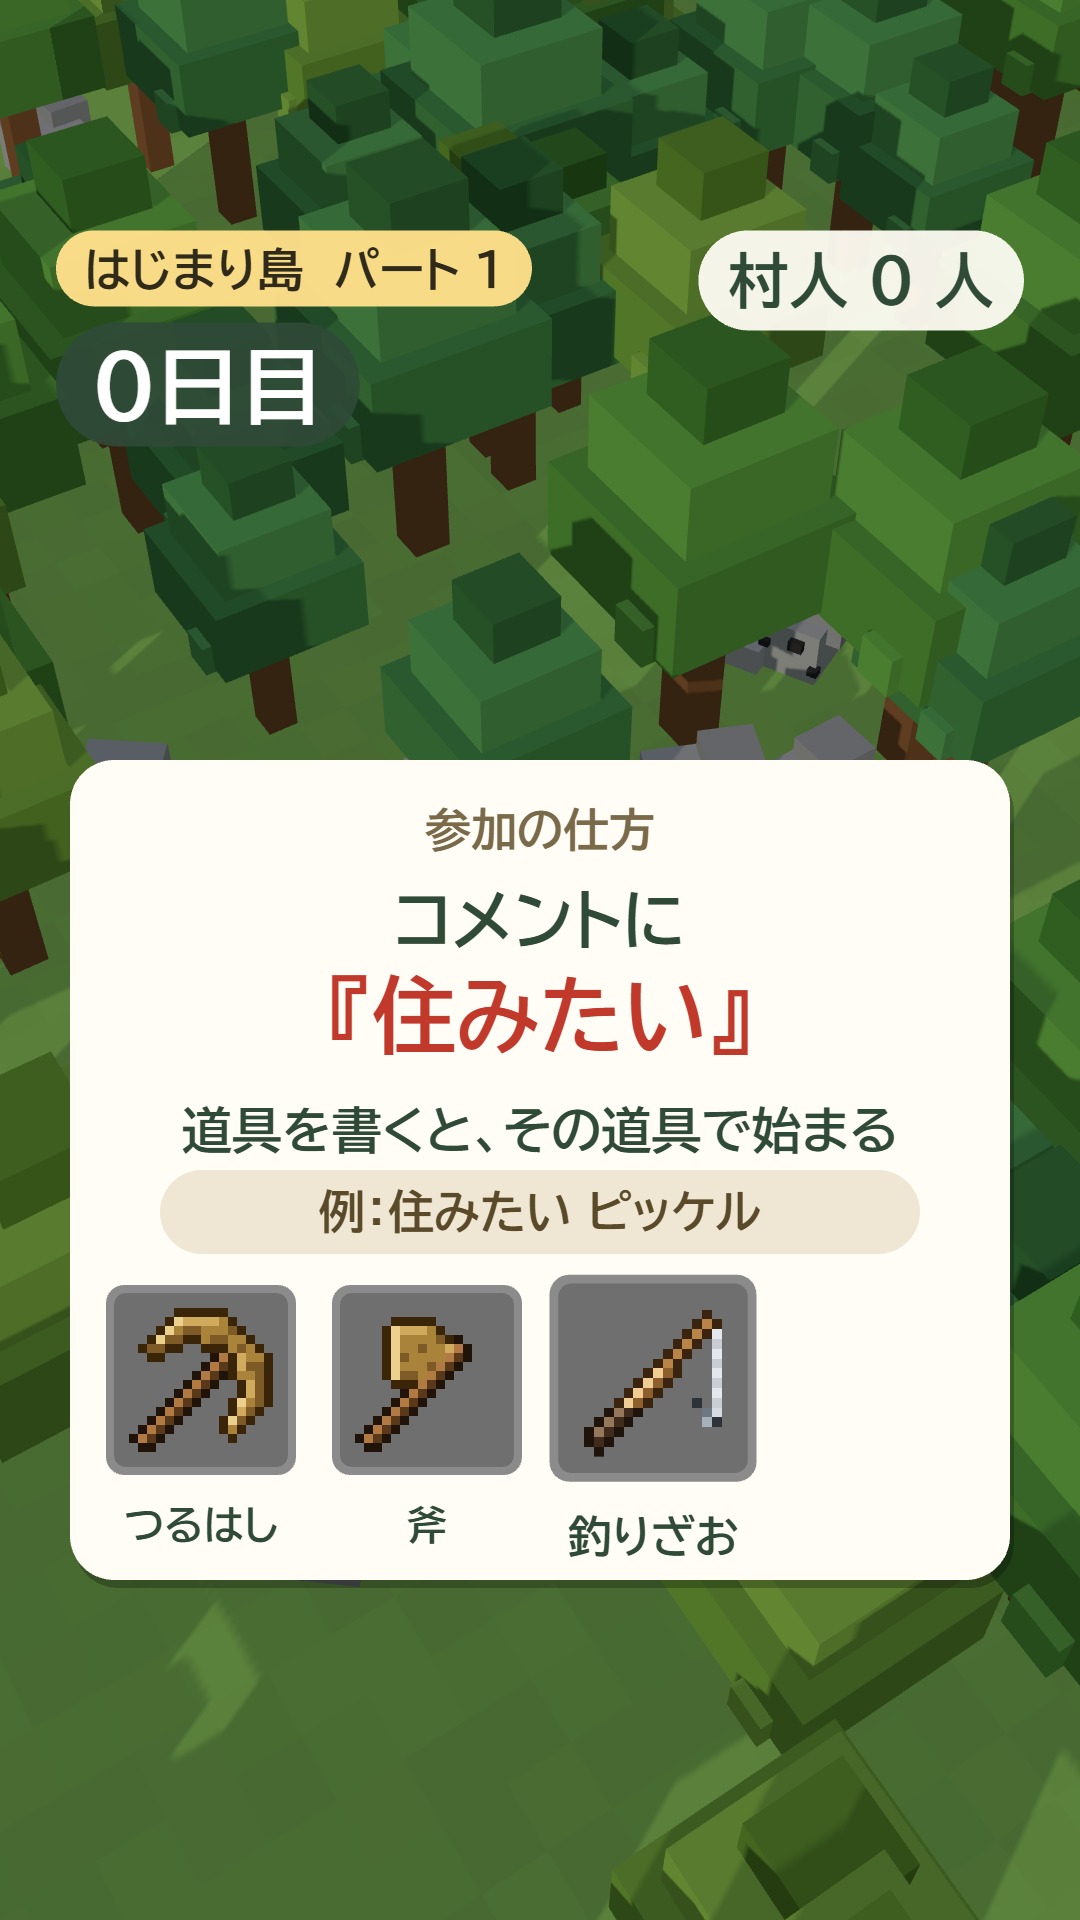 はじまり島 パート 1
村人 0 人
0日目
参加の仕方
コメントに
『住みたい』
道具を書くと、その道具で始まる
例:住みたい ピッケル
つるはし
斧
釣りざお